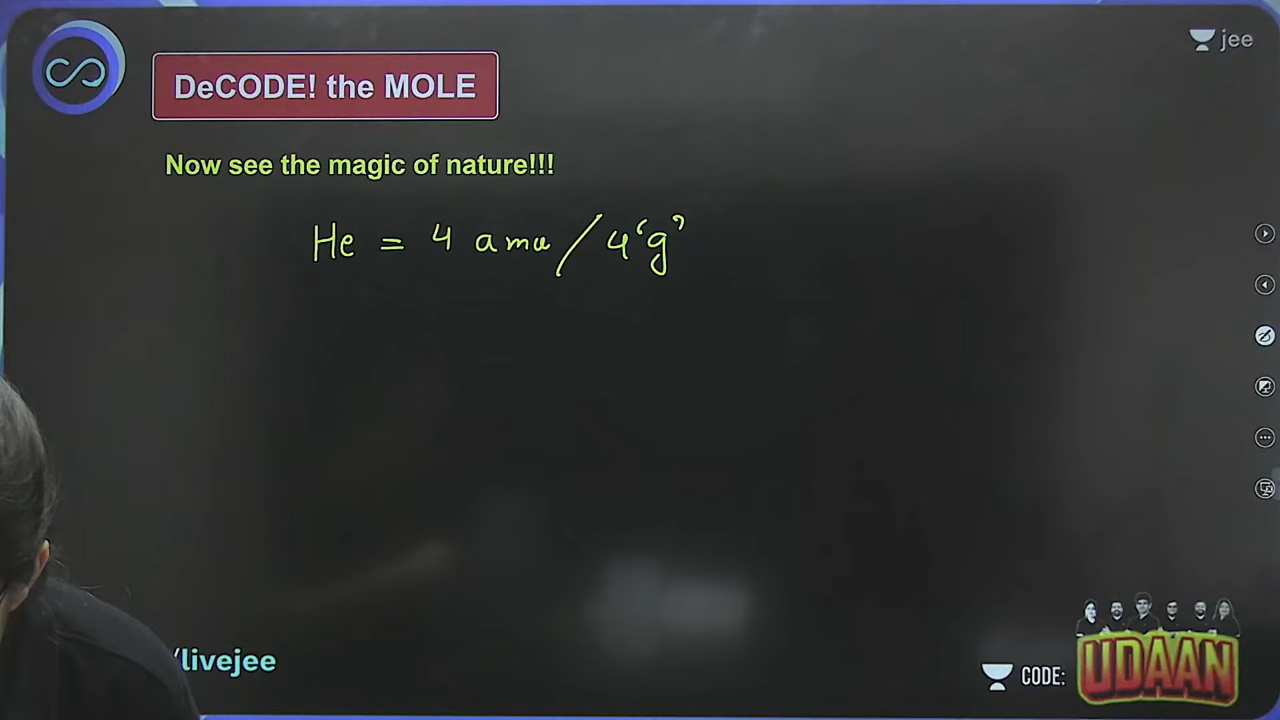 jee
DeCODE! the MOLE
Now see the magic of nature!!!
He = 4 amu / 4 'g'
/livejee
CODE: UDAAN